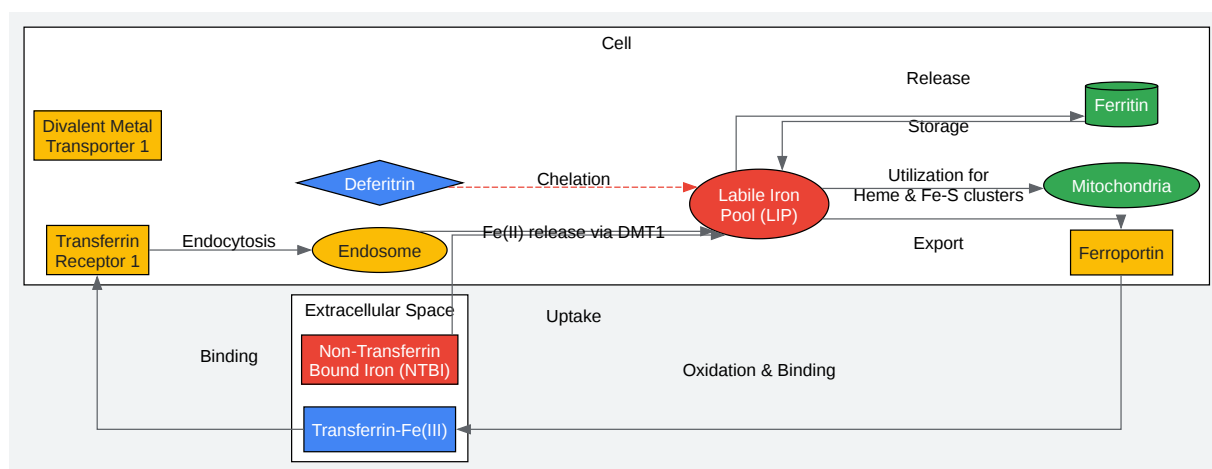 Cell
Release
Ferritin
Divalent Metal
Transporter 1
Storage
Deferitrin
Chelation
Labile Iron
Pool (LIP)
Utilization for
Heme & Fe-S clusters
Mitochondria
Transferrin
Receptor 1
Endocytosis
Endosome
Fe(II) release via DMT1
Export
Ferroportin
Extracellular Space
Uptake
Non-Transferrin
Bound Iron (NTBI)
Binding
Oxidation & Binding
Transferrin-Fe(III)